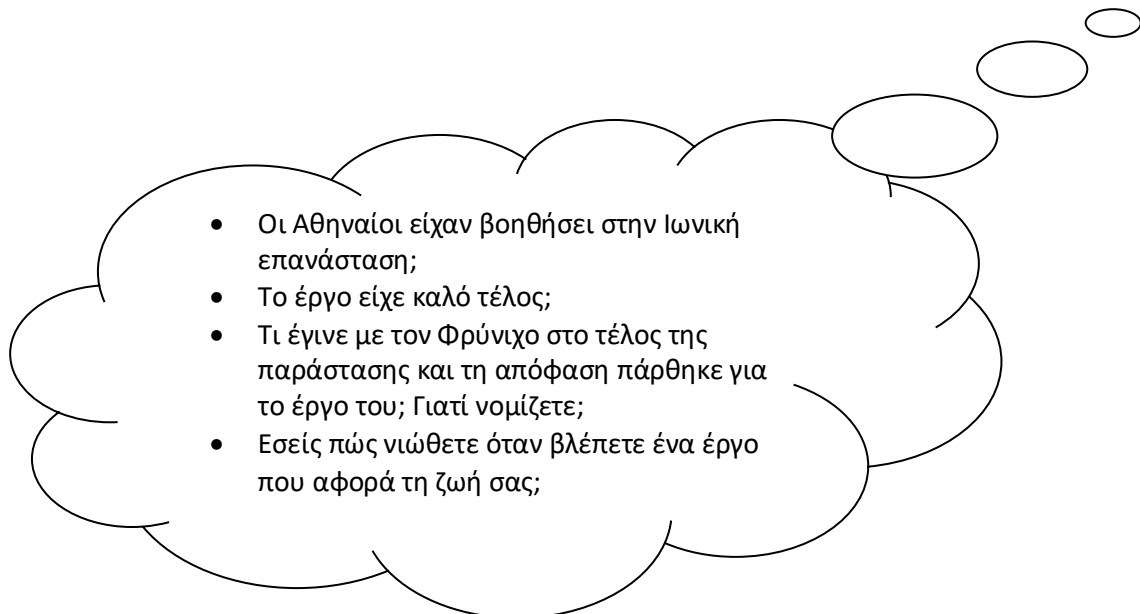 • Οι Αθηναίοι είχαν βοηθήσει στην Ιωνική
επανάσταση;
• Το έργο είχε καλό τέλος;
• Τι έγινε με τον Φρύνιχο στο τέλος της
παράστασης και τη απόφαση πάρθηκε για
το έργο του; Γιατί νομίζετε;
• Εσείς πώς νιώθετε όταν βλέπετε ένα έργο
που αφορά τη ζωή σας;